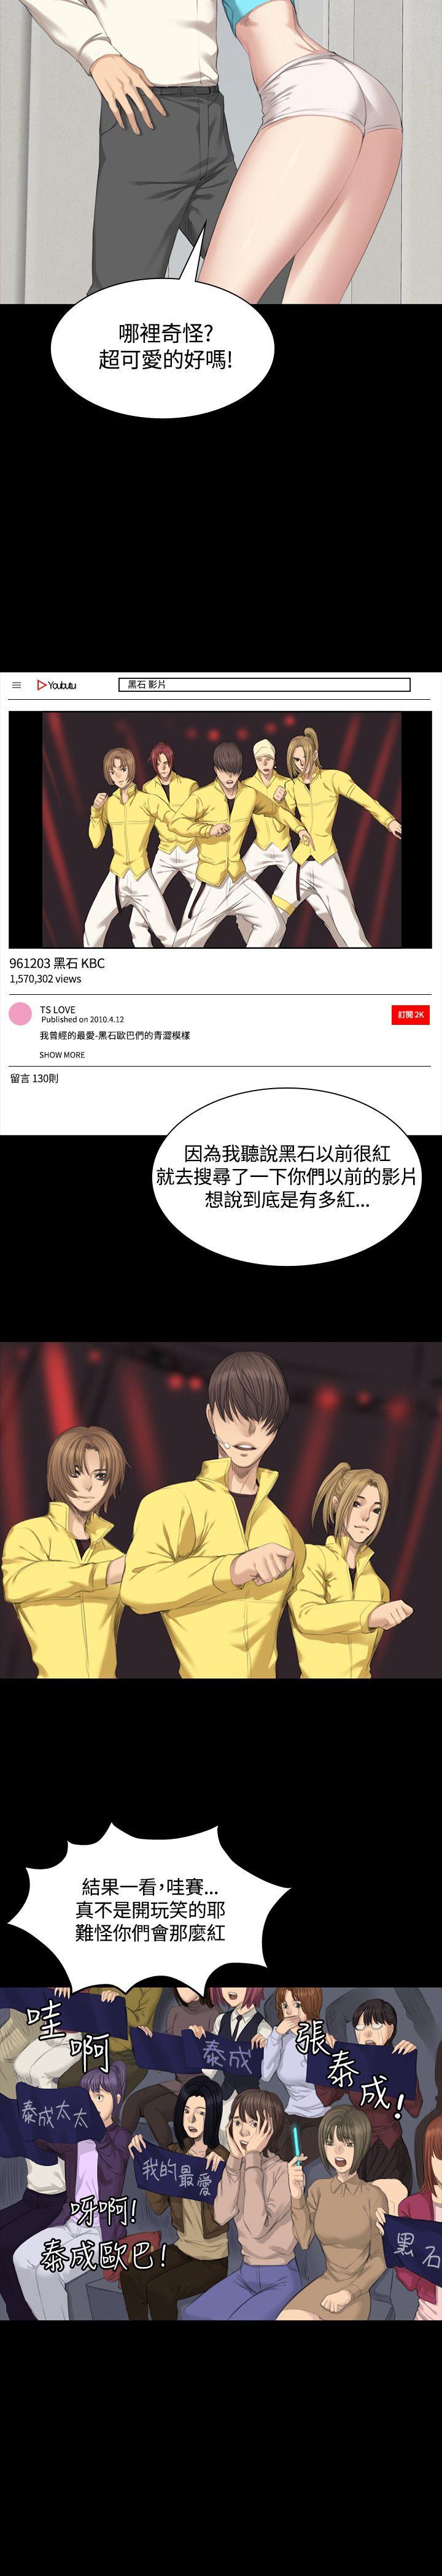 哪裡奇怪?
超可愛的好嗎!
Youbutu
黑石 影片
961203 黑石 KBC
1,570,302 views
TS LOVE
Published on 2010.4.12
訂閱 2K
我曾經的最愛-黑石歐巴們的青澀模樣
SHOW MORE
留言 130則
因為我聽說黑石以前很紅
就去搜尋了一下你們以前的影片
想說到底是有多紅...
結果一看,哇賽...
真不是開玩笑的耶
難怪你們會那麼紅
哇啊
泰成
張泰成!
泰成太太
我的最愛
呀啊!
泰成歐巴!
黑石